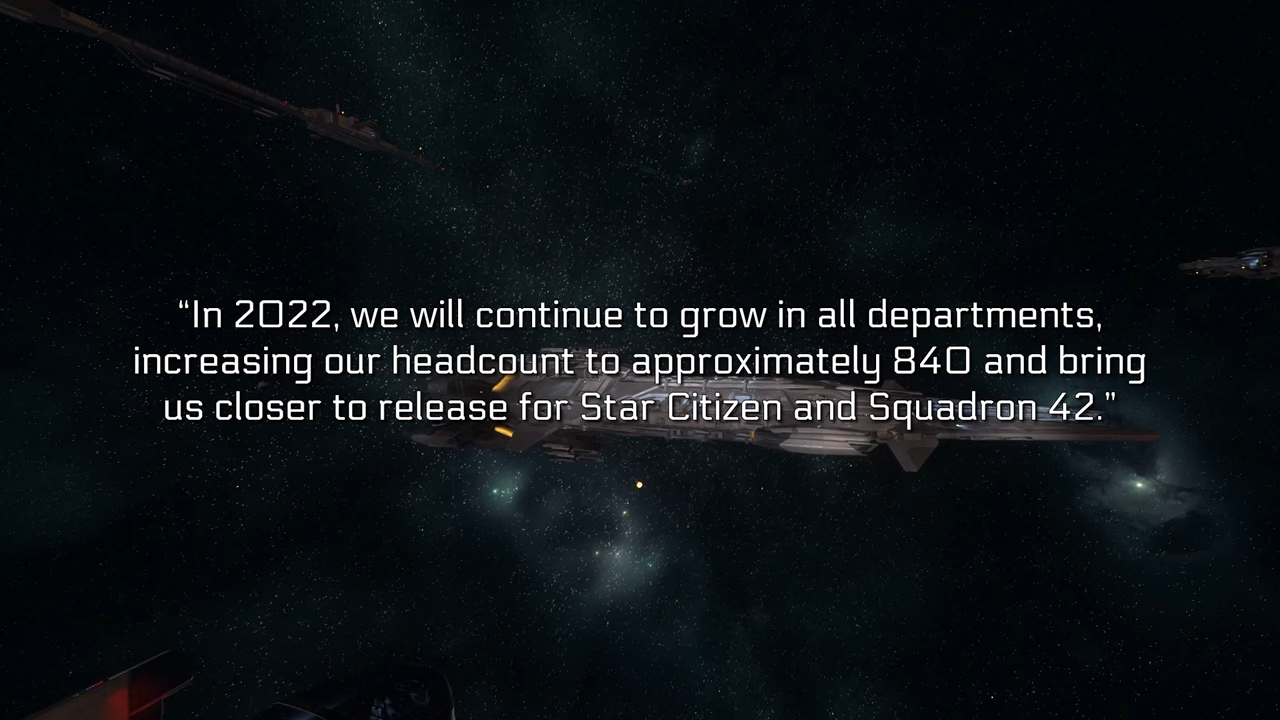 “In 2022, we will continue to grow in all departments,
increasing our headcount to approximately 840 and bring
us closer to release for Star Citizen and Squadron 42.”